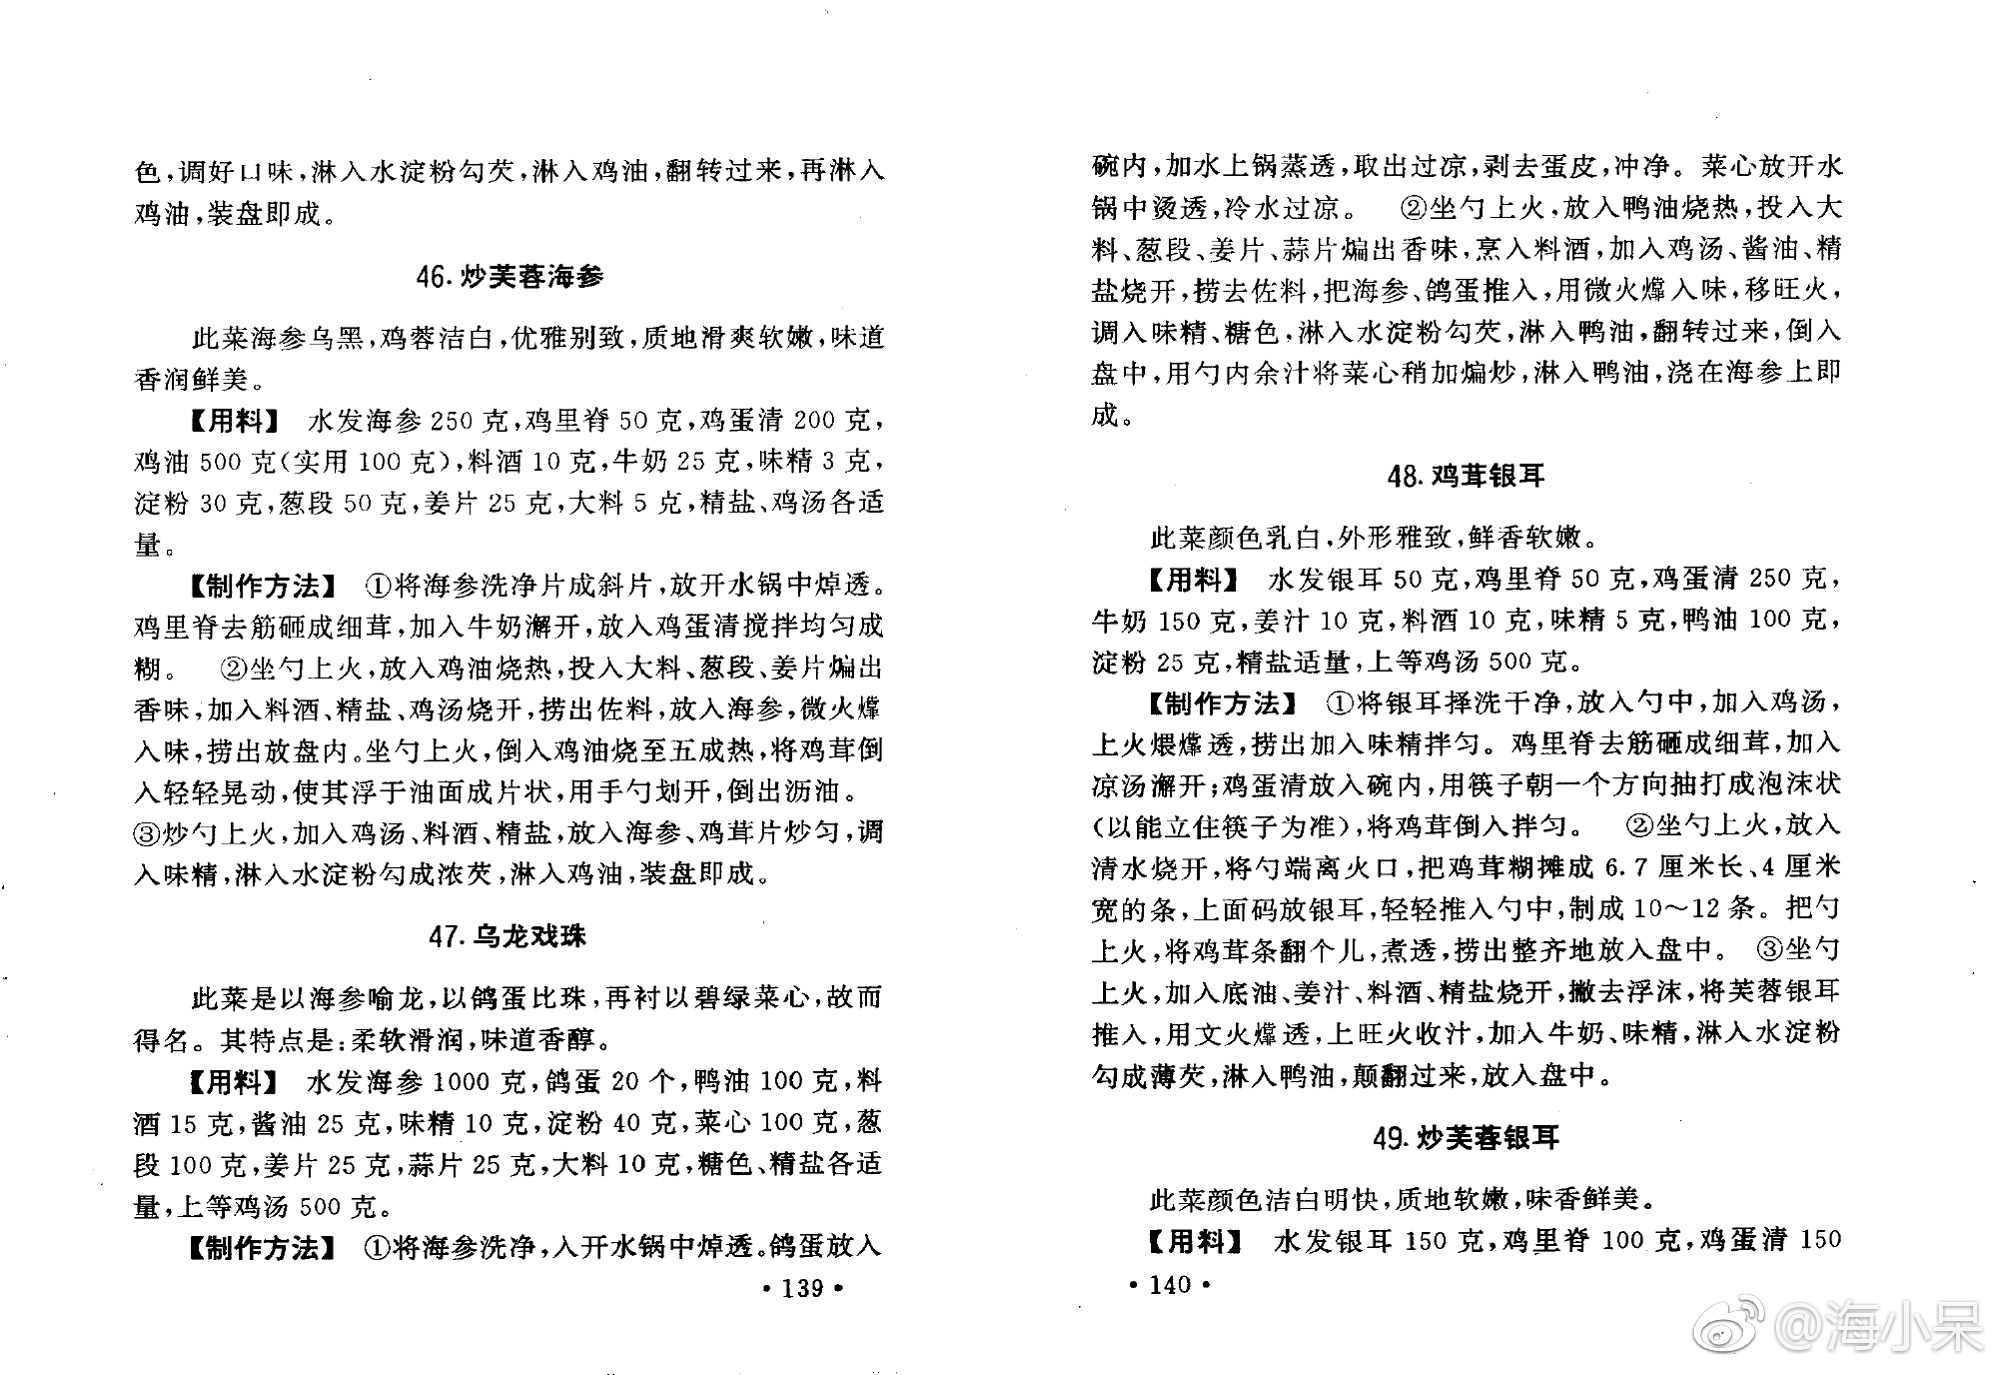 色,调好口味,淋入水淀粉勾芡,淋入鸡油,翻转过来,再淋入
鸡油,装盘即成。
46. 炒芙蓉海参
此菜海参乌黑,鸡蓉洁白,优雅别致,质地滑爽软嫩,味道
香润鲜美。
【用料】 水发海参 250 克,鸡里脊 50 克,鸡蛋清 200 克,
鸡油 500 克(实用 100 克),料酒 10 克,牛奶 25 克,味精 3 克,
淀粉 30 克,葱段 50 克,姜片 25 克,大料 5 克,精盐、鸡汤各适
量。
【制作方法】 ①将海参洗净片成斜片,放开水锅中焯透。
鸡里脊去筋砸成细茸,加入牛奶澥开,放入鸡蛋清搅拌均匀成
糊。 ②坐勺上火,放入鸡油烧热,投入大料、葱段、姜片煸出
香味,加入料酒、精盐、鸡汤烧开,捞出佐料,放入海参,微火㸆
入味,捞出放盘内。坐勺上火,倒入鸡油烧至五成热,将鸡茸倒
入轻轻晃动,使其浮于油面成片状,用手勺划开,倒出沥油。
③炒勺上火,加入鸡汤、料酒、精盐,放入海参、鸡茸片炒匀,调
入味精,淋入水淀粉勾成浓芡,淋入鸡油,装盘即成。
47. 乌龙戏珠
此菜是以海参喻龙,以鸽蛋比珠,再衬以碧绿菜心,故而
得名。其特点是:柔软滑润,味道香醇。
【用料】 水发海参 1000 克,鸽蛋 20 个,鸭油 100 克,料
酒 15 克,酱油 25 克,味精 10 克,淀粉 40 克,菜心 100 克,葱
段 100 克,姜片 25 克,蒜片 25 克,大料 10 克,糖色、精盐各适
量,上等鸡汤 500 克。
【制作方法】 ①将海参洗净,入开水锅中焯透。鸽蛋放入
• 139 •
碗内,加水上锅蒸透,取出过凉,剥去蛋皮,冲净。菜心放开水
锅中烫透,冷水过凉。 ②坐勺上火,放入鸭油烧热,投入大
料、葱段、姜片、蒜片煸出香味,烹入料酒,加入鸡汤、酱油、精
盐烧开,捞去佐料,把海参、鸽蛋推入,用微火㸆入味,移旺火,
调入味精、糖色,淋入水淀粉勾芡,淋入鸭油,翻转过来,倒入
盘中,用勺内余汁将菜心稍加煸炒,淋入鸭油,浇在海参上即
成。
48. 鸡茸银耳
此菜颜色乳白,外形雅致,鲜香软嫩。
【用料】 水发银耳 50 克,鸡里脊 50 克,鸡蛋清 250 克,
牛奶 150 克,姜汁 10 克,料酒 10 克,味精 5 克,鸭油 100 克,
淀粉 25 克,精盐适量,上等鸡汤 500 克。
【制作方法】 ①将银耳择洗干净,放入勺中,加入鸡汤,
上火煨㸆透,捞出加入味精拌匀。鸡里脊去筋砸成细茸,加入
凉汤澥开;鸡蛋清放入碗内,用筷子朝一个方向抽打成泡沫状
(以能立住筷子为准),将鸡茸倒入拌匀。 ②坐勺上火,放入
清水烧开,将勺端离火口,把鸡茸糊摊成 6.7 厘米长、4 厘米
宽的条,上面码放银耳,轻轻推入勺中,制成 10～12 条。把勺
上火,将鸡茸条翻个儿,煮透,捞出整齐地放入盘中。 ③坐勺
上火,加入底油、姜汁、料酒、精盐烧开,撇去浮沫,将芙蓉银耳
推入,用文火㸆透,上旺火收汁,加入牛奶、味精,淋入水淀粉
勾成薄芡,淋入鸭油,颠翻过来,放入盘中。
49. 炒芙蓉银耳
此菜颜色洁白明快,质地软嫩,味香鲜美。
【用料】 水发银耳 150 克,鸡里脊 100 克,鸡蛋清 150
• 140 •
@海小呆